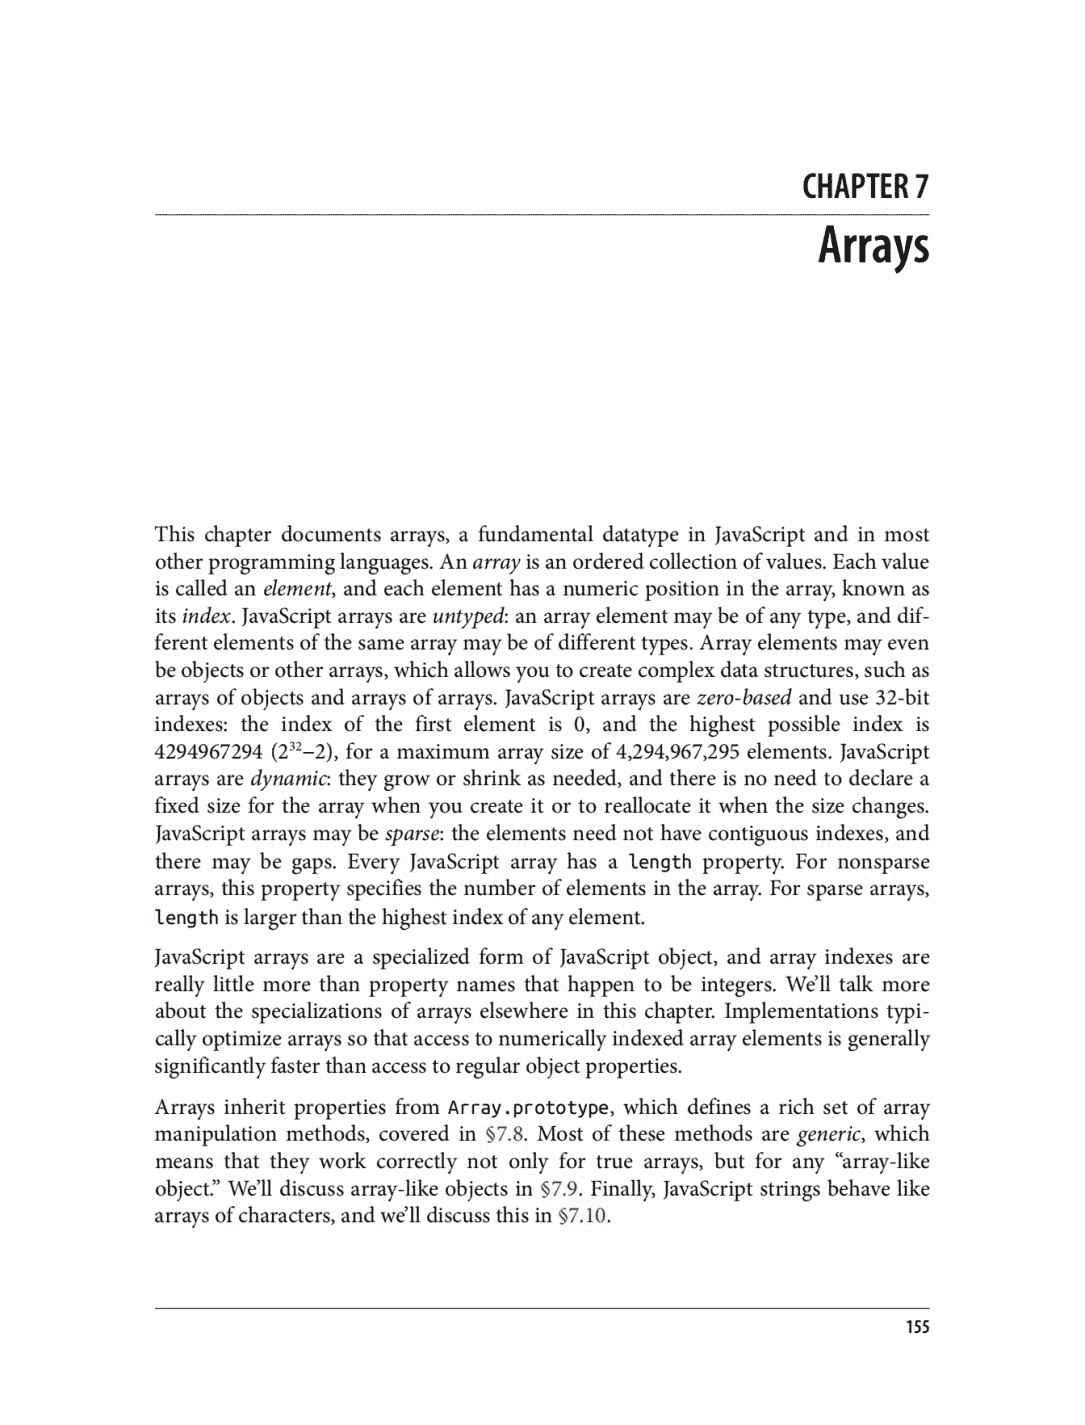 CHAPTER 7
Arrays
This chapter documents arrays, a fundamental datatype in JavaScript and in most
other programming languages. An array is an ordered collection of values. Each value
is called an element, and each element has a numeric position in the array, known as
its index. JavaScript arrays are untyped: an array element may be of any type, and dif-
ferent elements of the same array may be of different types. Array elements may even
be objects or other arrays, which allows you to create complex data structures, such as
arrays of objects and arrays of arrays. JavaScript arrays are zero-based and use 32-bit
indexes: the index of the first element is 0, and the highest possible index is
4294967294 (2³²−2), for a maximum array size of 4,294,967,295 elements. JavaScript
arrays are dynamic: they grow or shrink as needed, and there is no need to declare a
fixed size for the array when you create it or to reallocate it when the size changes.
JavaScript arrays may be sparse: the elements need not have contiguous indexes, and
there may be gaps. Every JavaScript array has a length property. For nonsparse
arrays, this property specifies the number of elements in the array. For sparse arrays,
length is larger than the highest index of any element.
JavaScript arrays are a specialized form of JavaScript object, and array indexes are
really little more than property names that happen to be integers. We’ll talk more
about the specializations of arrays elsewhere in this chapter. Implementations typi-
cally optimize arrays so that access to numerically indexed array elements is generally
significantly faster than access to regular object properties.
Arrays inherit properties from Array.prototype, which defines a rich set of array
manipulation methods, covered in §7.8. Most of these methods are generic, which
means that they work correctly not only for true arrays, but for any “array-like
object.” We’ll discuss array-like objects in §7.9. Finally, JavaScript strings behave like
arrays of characters, and we’ll discuss this in §7.10.
155